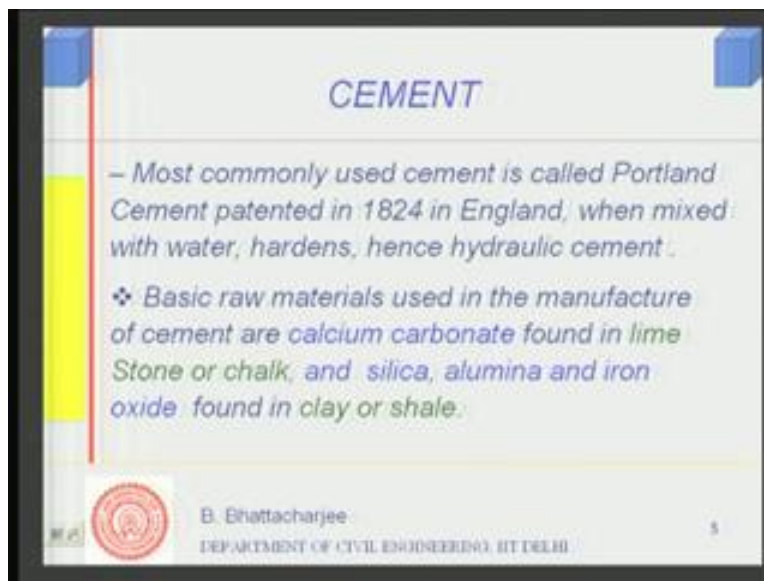 CEMENT
– Most commonly used cement is called Portland
Cement patented in 1824 in England, when mixed
with water, hardens, hence hydraulic cement .
❖ Basic raw materials used in the manufacture
of cement are calcium carbonate found in lime
Stone or chalk, and silica, alumina and iron
oxide found in clay or shale.
B. Bhattacharjee
5
DEPARTMENT OF CIVIL ENGINEERING, IIT DELHI